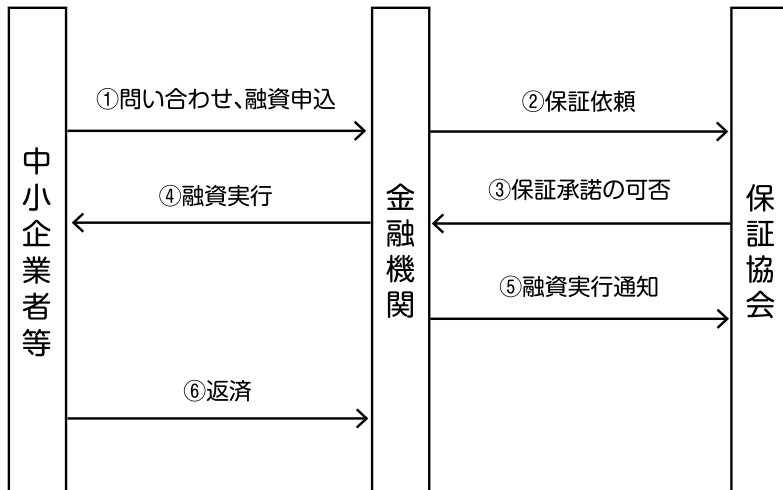 中小企業者等
①問い合わせ、融資申込
④融資実行
⑥返済
金融機関
②保証依頼
③保証承諾の可否
⑤融資実行通知
保証協会